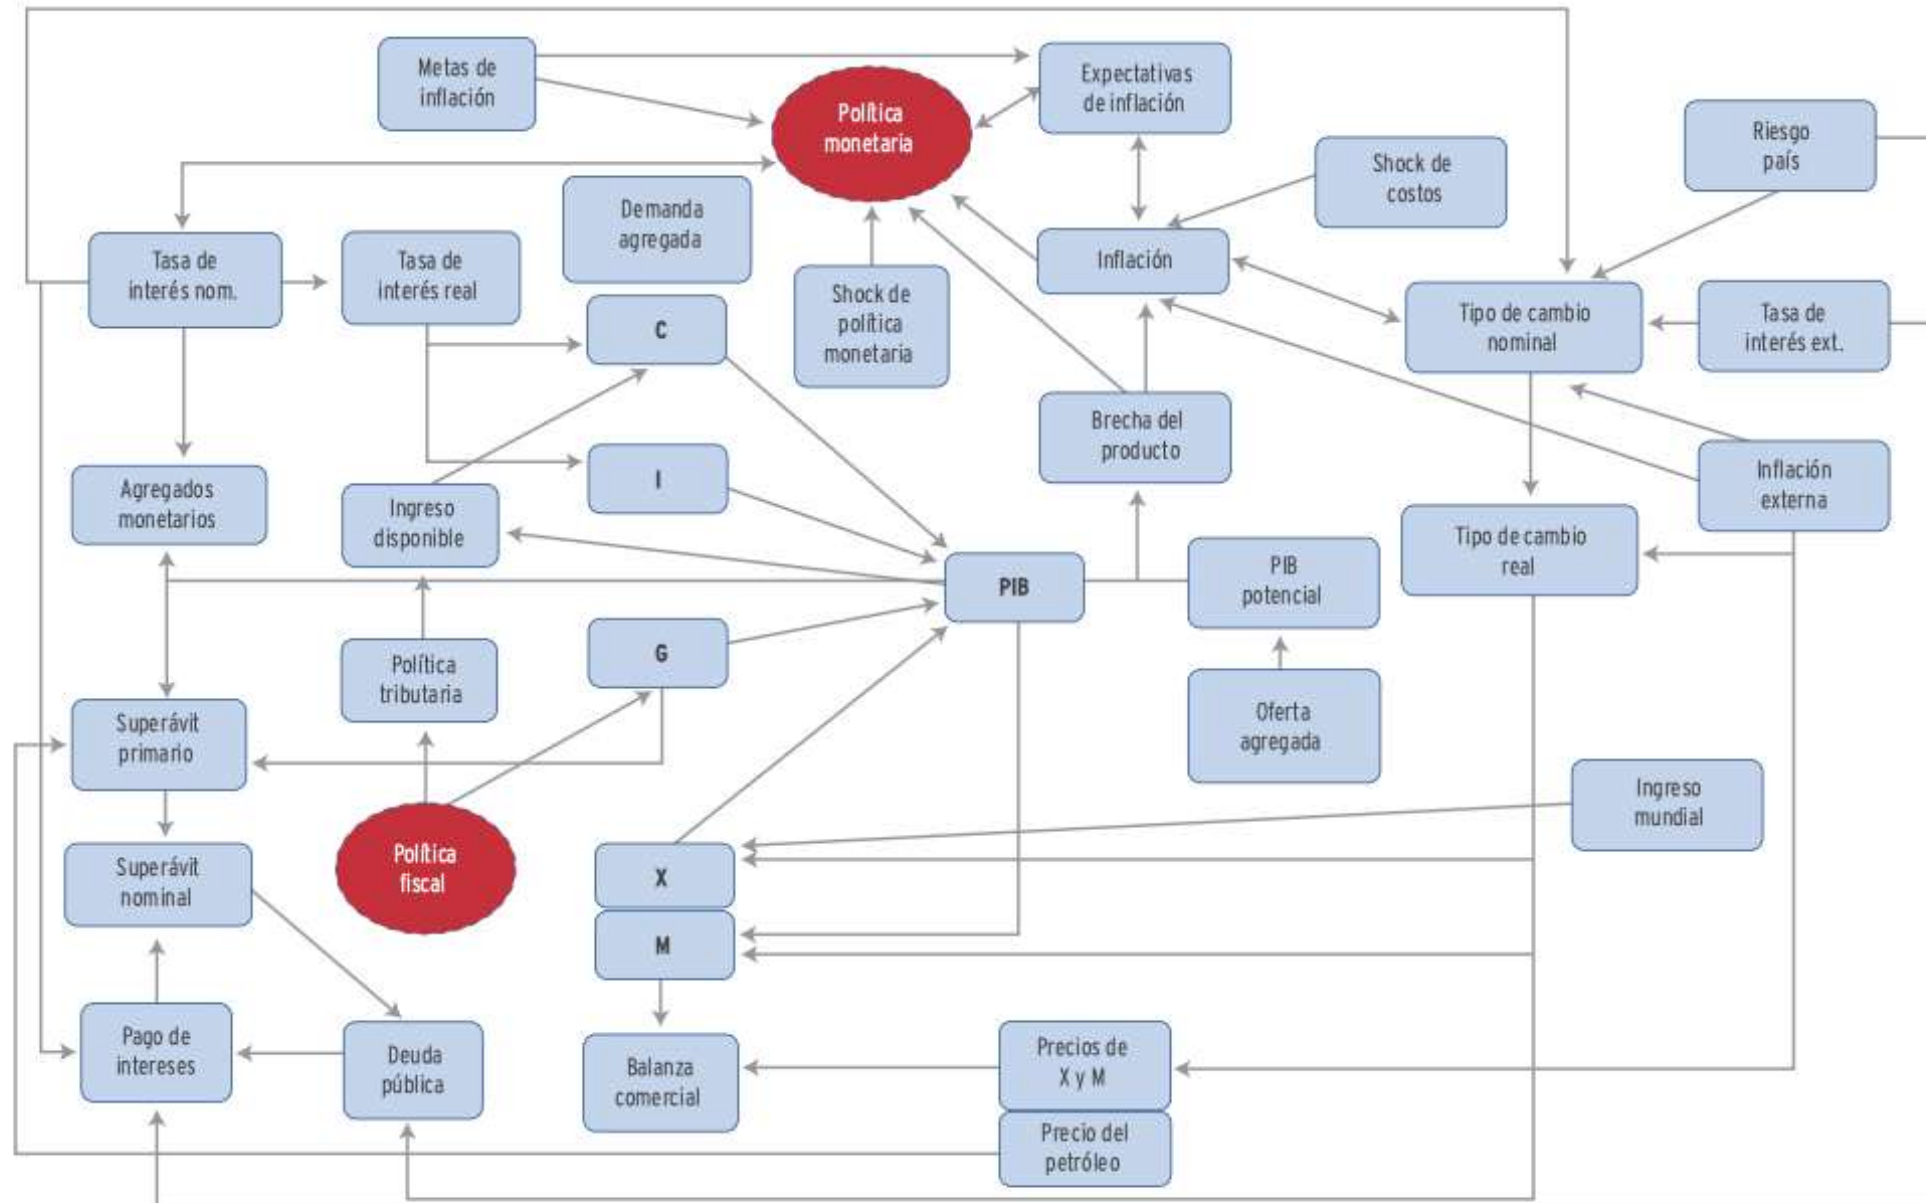 Metas de
inflación
Política
monetaria
Expectativas
de inflación
Riesgo
país
Shock de
costos
Demanda
agregada
Tasa de
interés nom.
Tasa de
interés real
Inflación
Shock de
política
monetaria
C
Tipo de cambio
nominal
Tasa de
interés ext.
Brecha del
producto
I
Agregados
monetarios
Ingreso
disponible
Inflación
externa
Tipo de cambio
real
PIB
PIB
potencial
G
Política
tributaria
Superávit
primario
Oferta
agregada
Ingreso
mundial
Superávit
nominal
Política
fiscal
X
M
Pago de
intereses
Deuda
pública
Balanza
comercial
Precios de
X y M
Precio del
petróleo